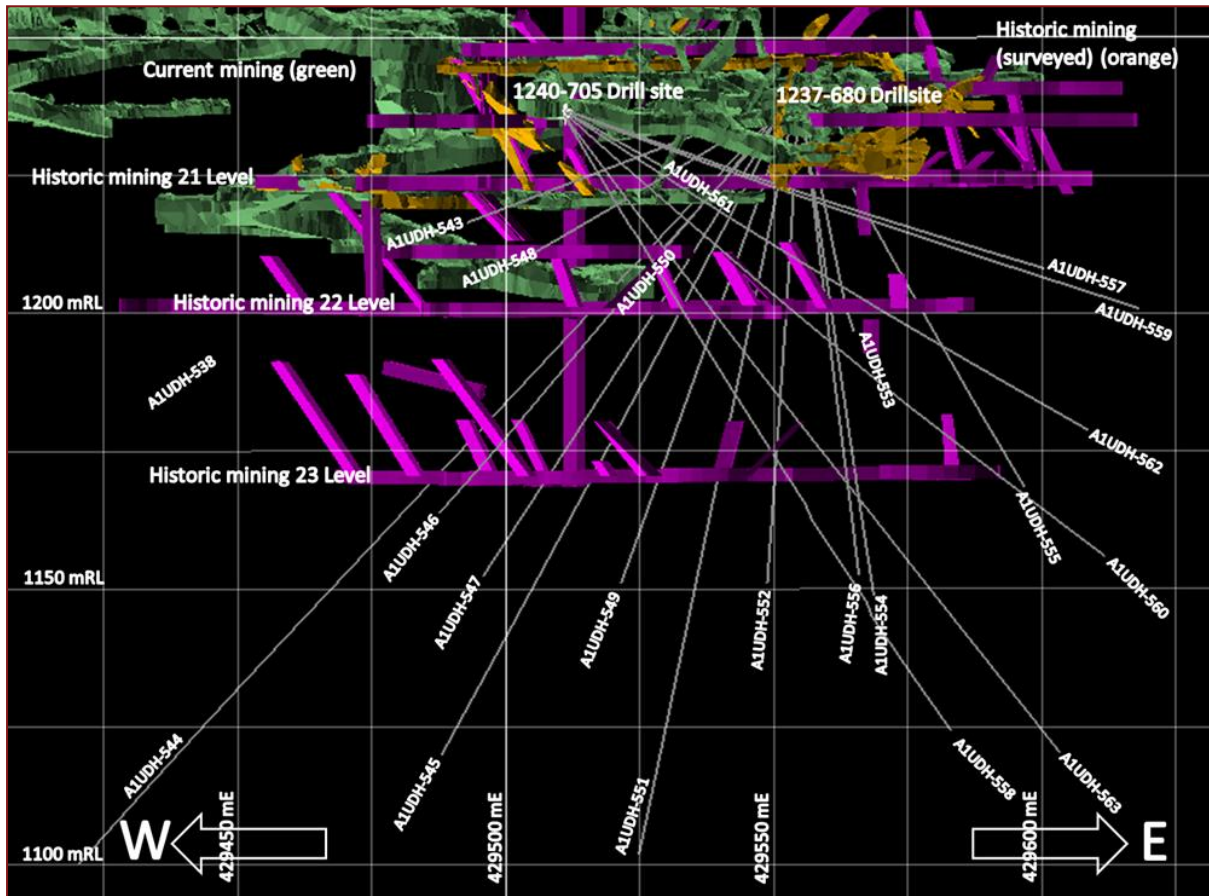 Current mining (green)
Historic mining
(surveyed) (orange)
1240-705 Drill site
1237-680 Drillsite
Historic mining 21 Level
A1UDH-561
A1UDH-543
A1UDH-548
A1UDH-550
A1UDH-557
A1UDH-559
1200 mRL
Historic mining 22 Level
A1UDH-538
A1UDH-553
A1UDH-562
Historic mining 23 Level
A1UDH-546
A1UDH-555
A1UDH-560
1150 mRL
A1UDH-547
A1UDH-549
A1UDH-552
A1UDH-556
A1UDH-554
A1UDH-544
A1UDH-545
A1UDH-551
A1UDH-558
A1UDH-563
1100 mRL
W
429450 mE
429500 mE
429550 mE
429600 mE
E